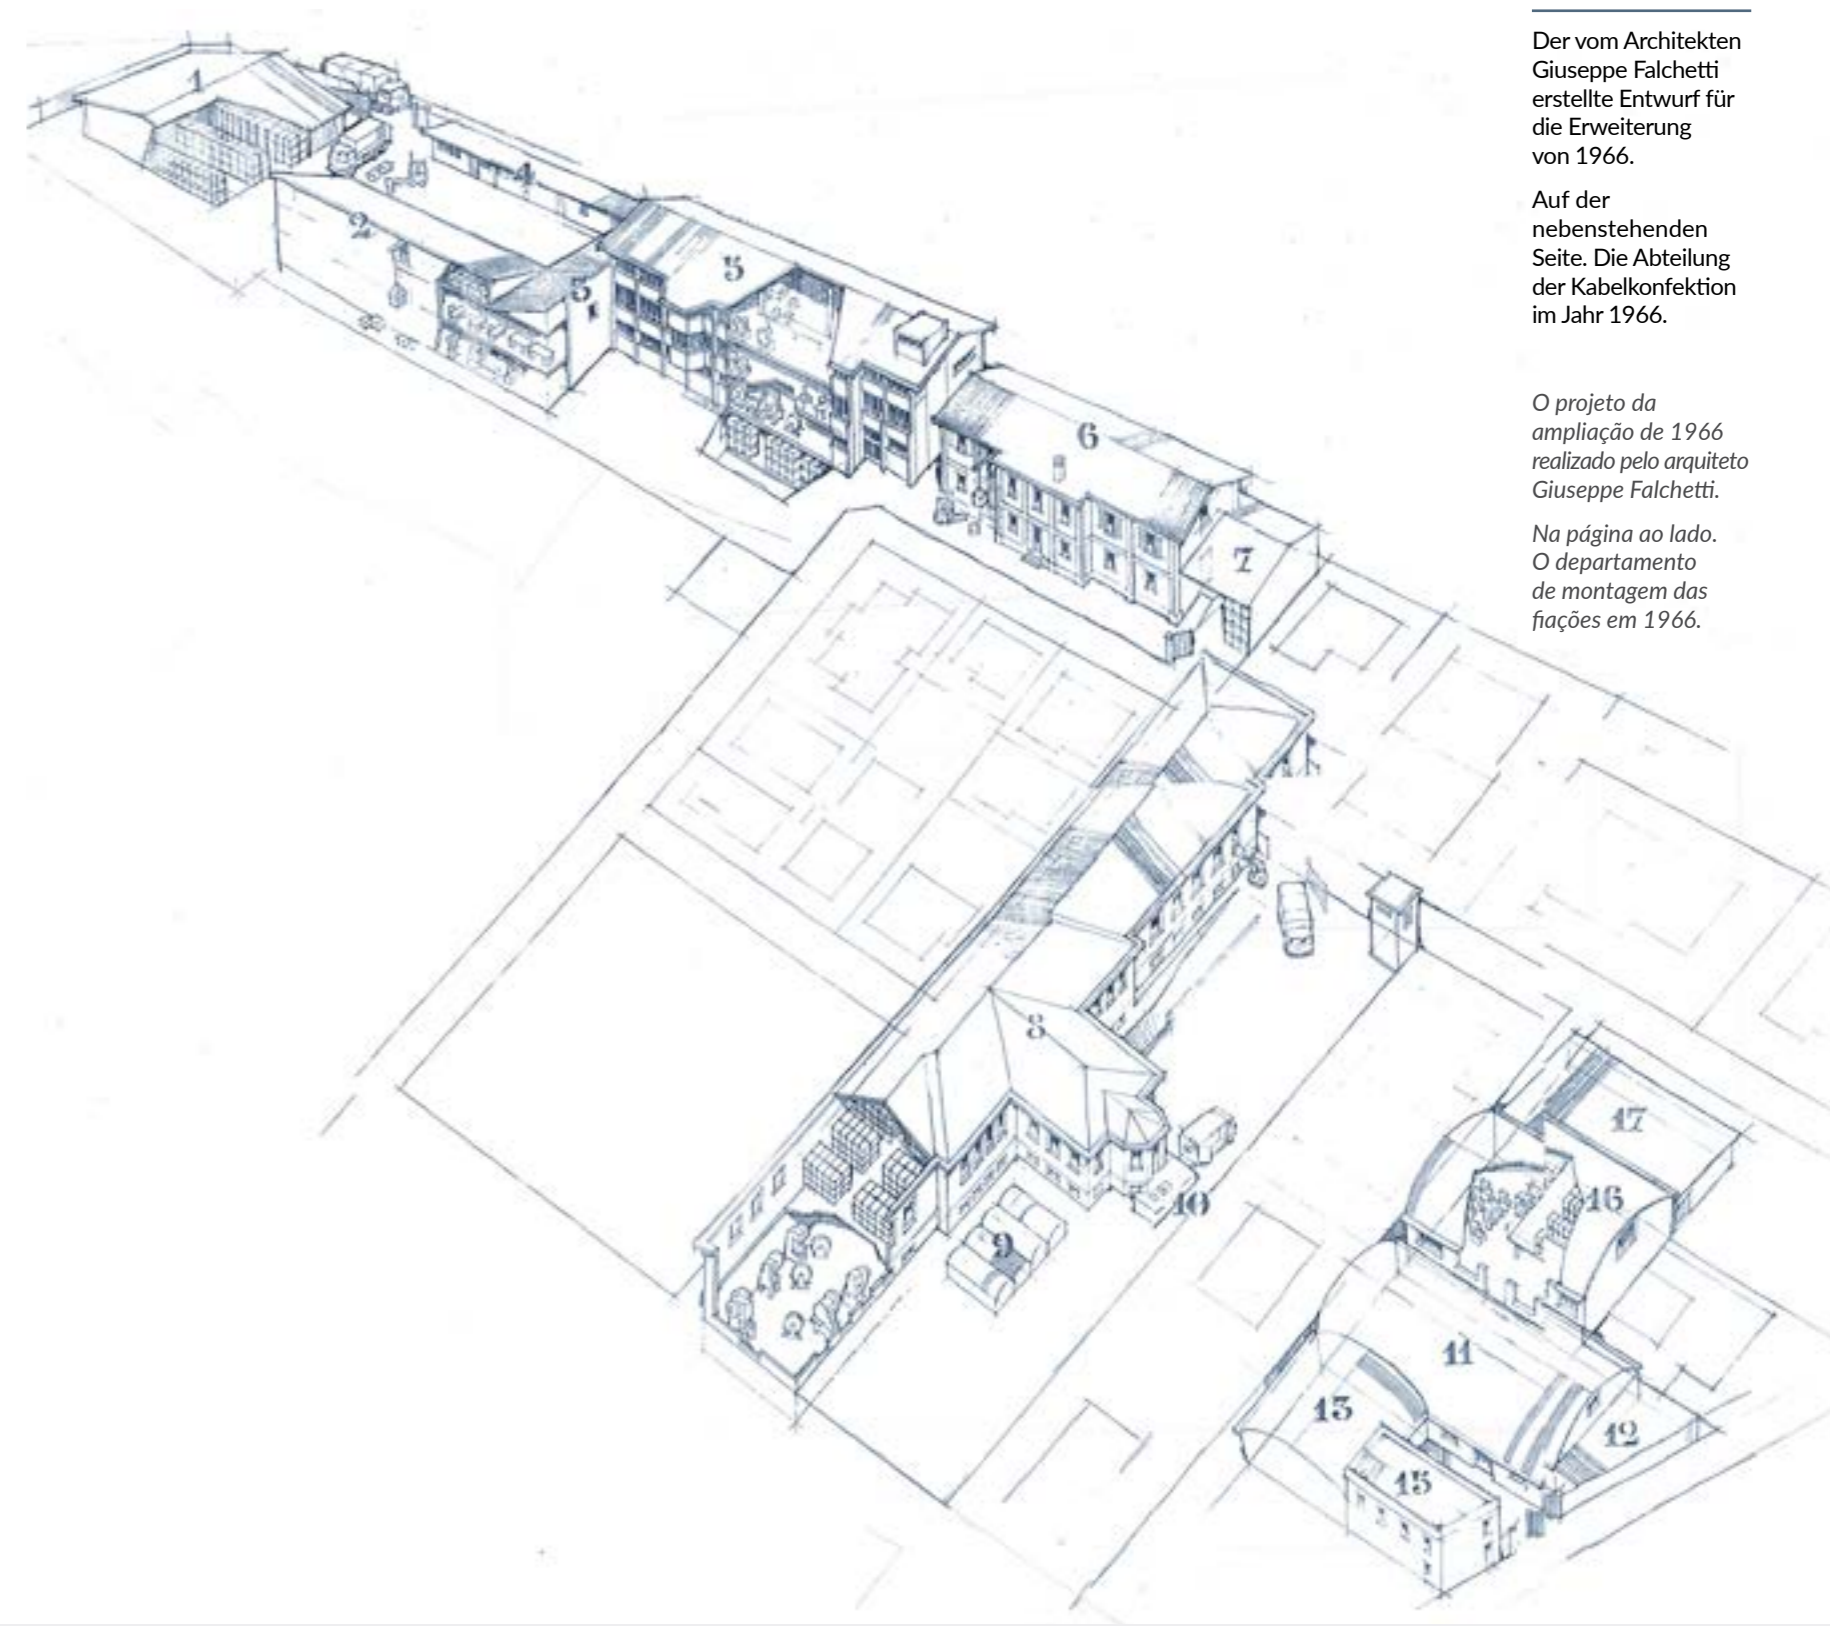 Der vom Architekten
Giuseppe Falchetti
erstellte Entwurf für
die Erweiterung
von 1966.
Auf der
nebenstehenden
Seite. Die Abteilung
der Kabelkonfektion
im Jahr 1966.
O projeto da
ampliação de 1966
realizado pelo arquiteto
Giuseppe Falchetti.
Na página ao lado.
O departamento
de montagem das
fiações em 1966.
1
4
2
5
6
7
8
17
16
10
9
11
13
12
15